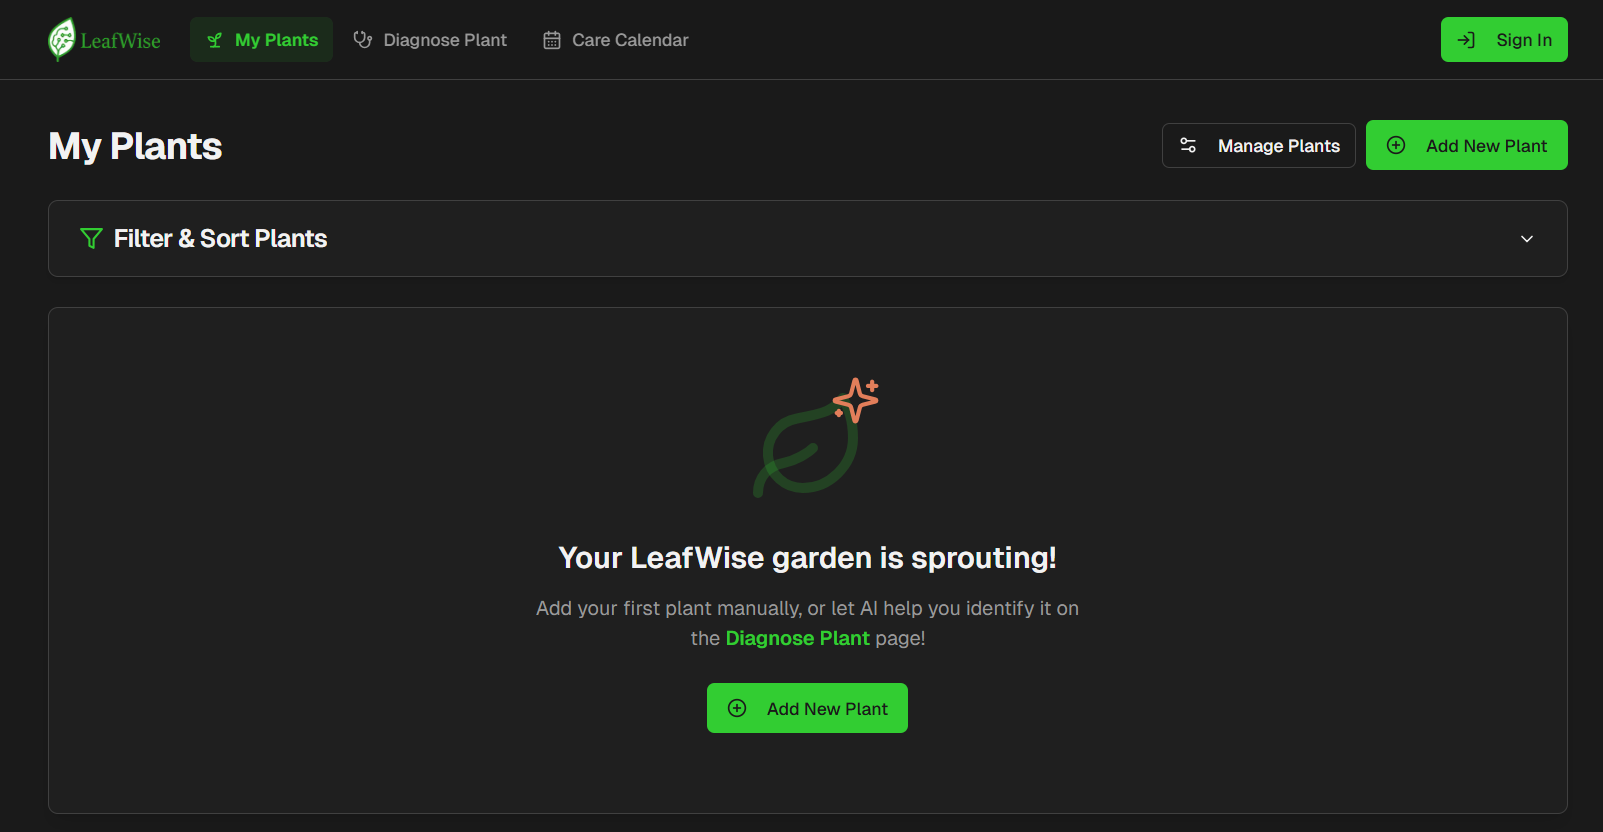 LeafWise
My Plants
Diagnose Plant
Care Calendar
Sign In
My Plants
Manage Plants
Add New Plant
Filter & Sort Plants
Your LeafWise garden is sprouting!
Add your first plant manually, or let AI help you identify it on
the Diagnose Plant page!
Add New Plant